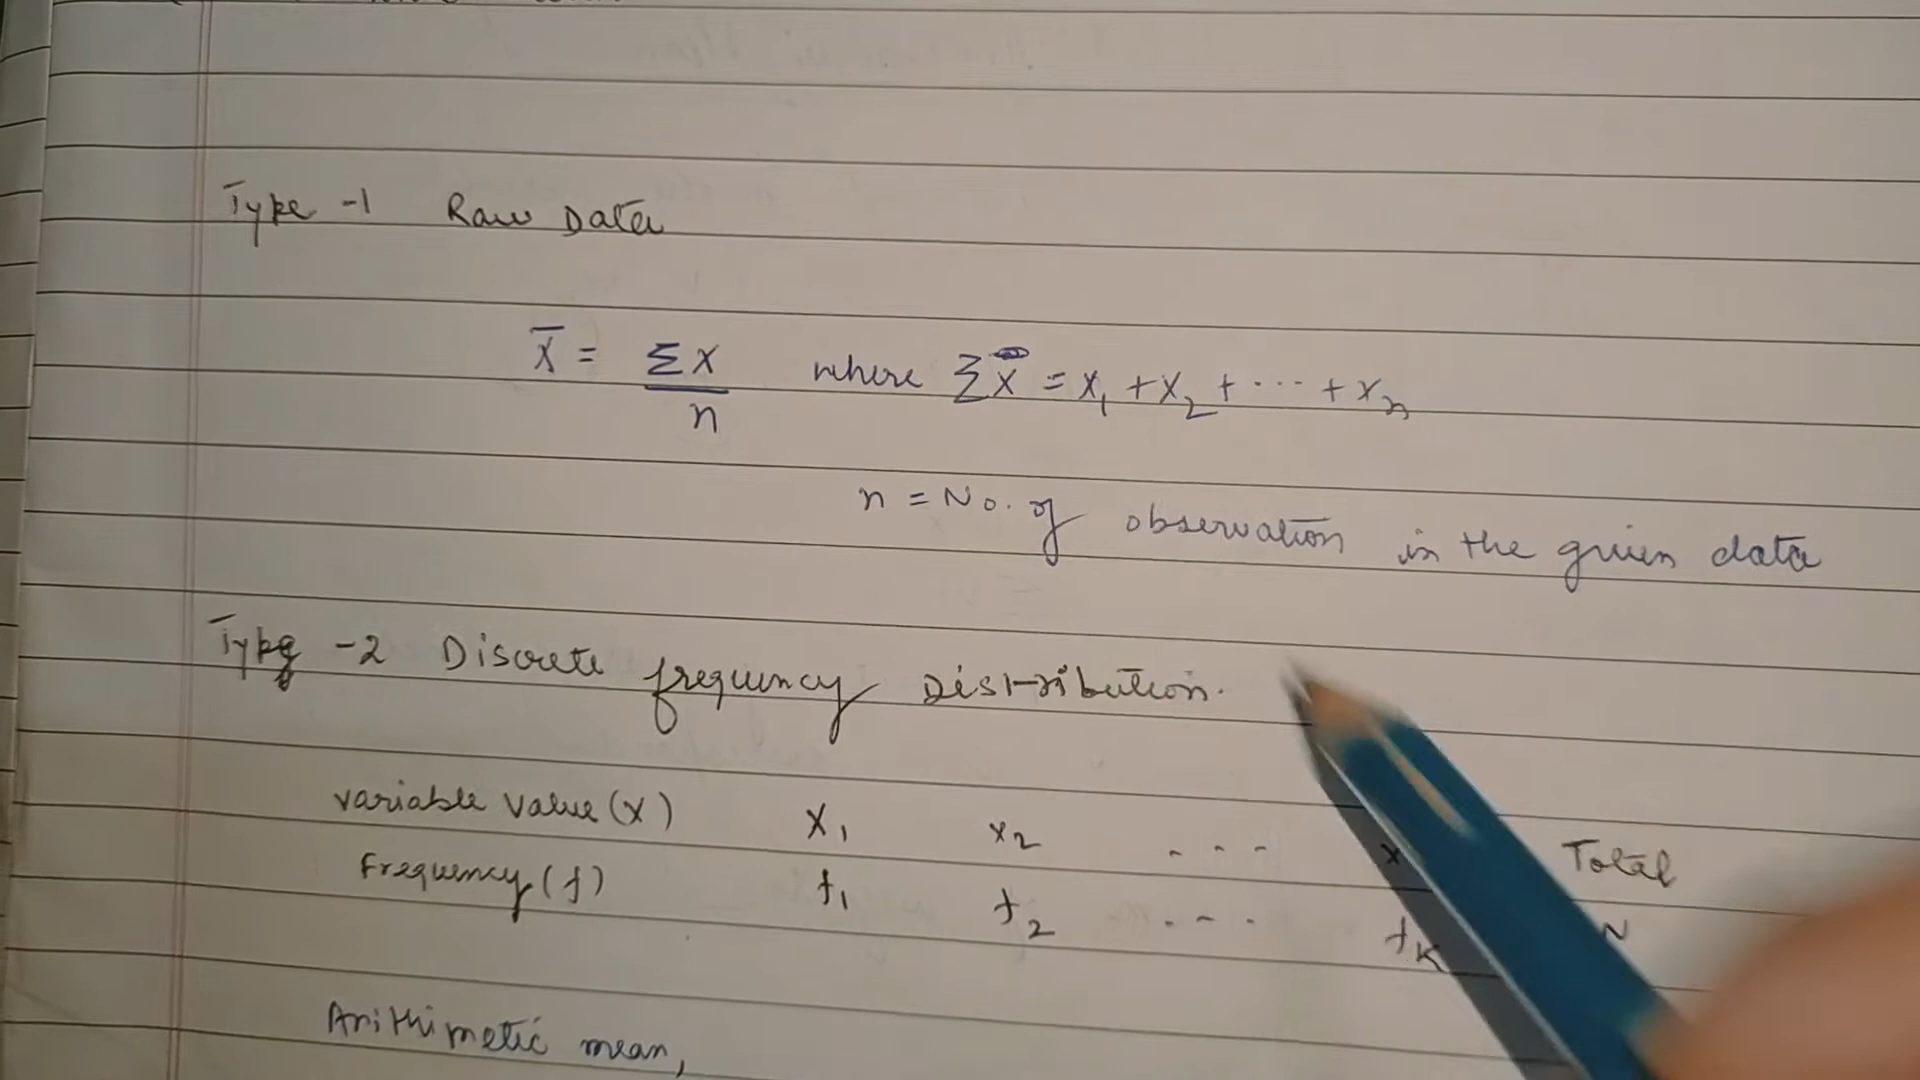 Type -1 Raw Data
X̄ = ΣX / n where ΣX = X₁ + X₂ + ··· + Xₙ
n = No. of observation in the given data
Type -2 Discrete frequency Distribution.
variable value (X) X₁ X₂ - - - X Total
Frequency (f) f₁ f₂ - - - fK N
Arithimetic mean,